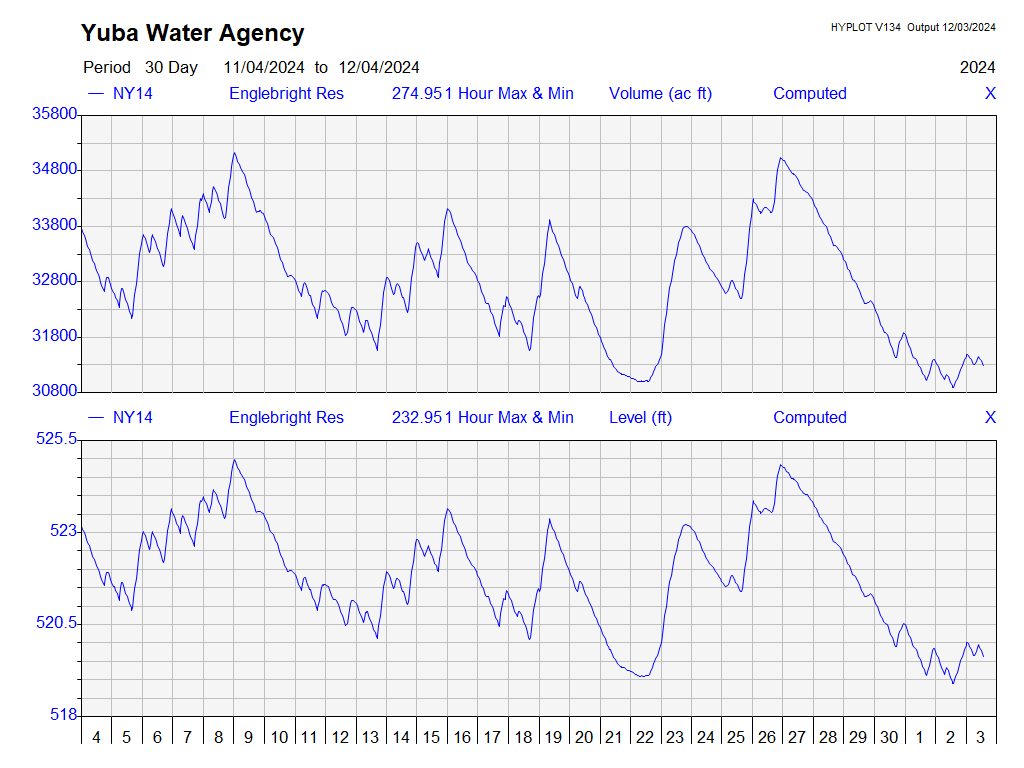 Yuba Water Agency
HYPLOT V134 Output 12/03/2024
Period 30 Day 11/04/2024 to 12/04/2024 2024
NY14 Englebright Res 274.951 Hour Max & Min Volume (ac ft) Computed X
35800
34800
33800
32800
31800
30800
NY14 Englebright Res 232.951 Hour Max & Min Level (ft) Computed X
525.5
523
520.5
518
4 5 6 7 8 9 10 11 12 13 14 15 16 17 18 19 20 21 22 23 24 25 26 27 28 29 30 1 2 3